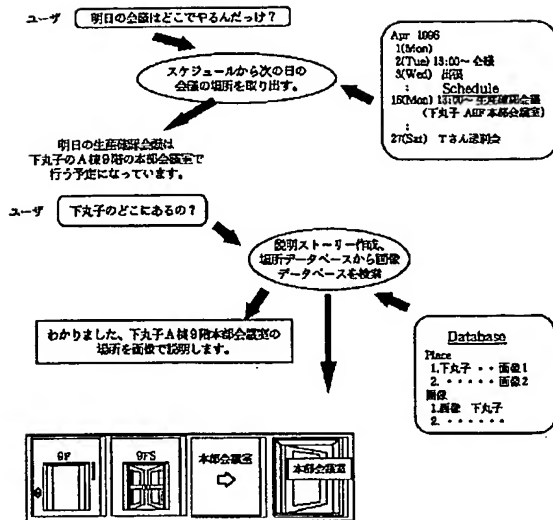 ユーザ
明日の会議はどこでやるんだっけ？
スケジュールから次の日の
会議の場所を取り出す。
Apr 1996
1(Mon)
2(Tue) 13:00～ 会議
3(Wed) 出張
:
Schedule
15(Mon) 13:00～ 生産確認会議
(下丸子 A9F 本部会議室)
:
27(Sat) Tさん送別会
明日の生産確認会議は
下丸子のA棟9階の本部会議室で
行う予定になっています。
ユーザ
下丸子のどこにあるの？
説明ストーリー作成、
場所データベースから画像
データベースを検索
わかりました、下丸子A棟9階本部会議室の
場所を画像で説明します。
Database
Place
1.下丸子 ・・ 画像1
2. ・・・・・ 画像2
画像
1.画像 下丸子
2. ・・・・・・
9F
9FS
本部会議室
本部会議室